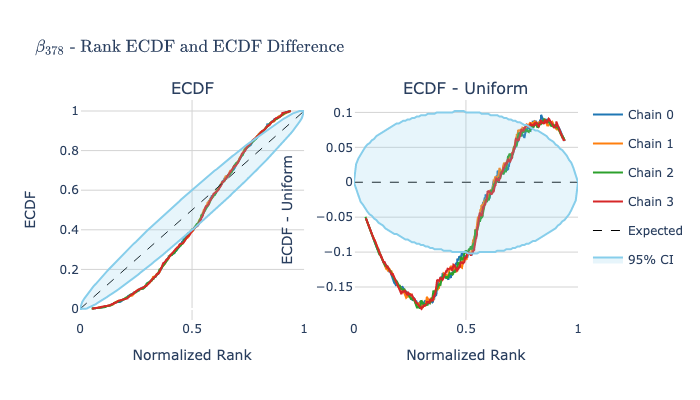 β378 - Rank ECDF and ECDF Difference
ECDF
ECDF - Uniform
1
0.8
0.6
0.4
0.2
0
ECDF
0
0.5
1
Normalized Rank
0.1
0.05
0
−0.05
−0.1
−0.15
ECDF - Uniform
0
0.5
1
Normalized Rank
Chain 0
Chain 1
Chain 2
Chain 3
Expected
95% CI